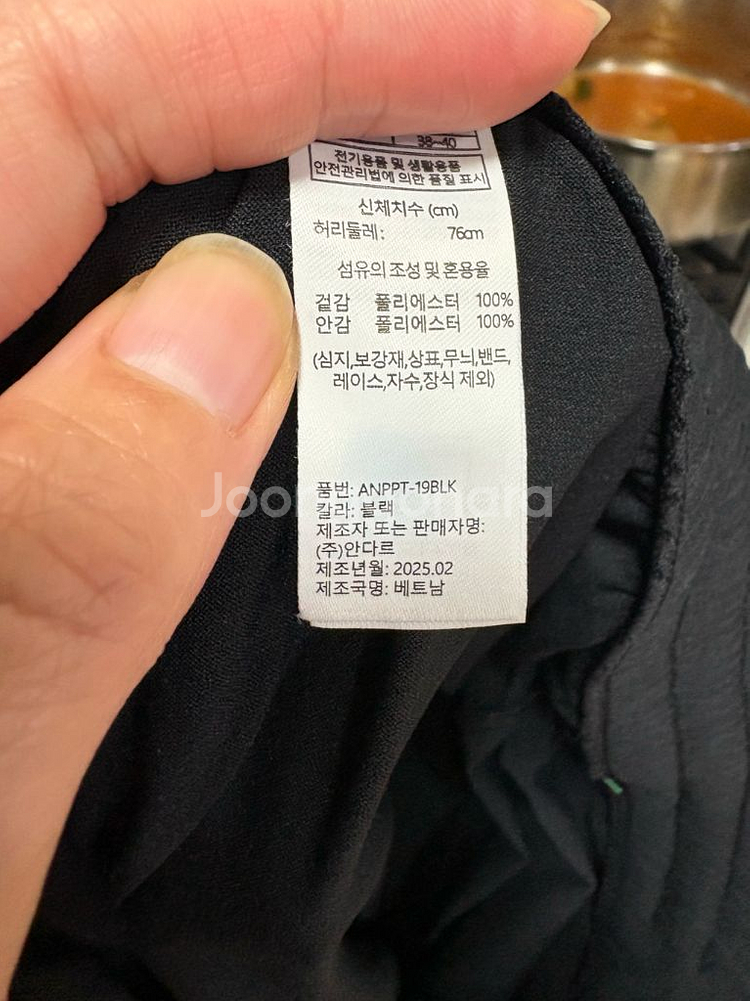 38-40
전기용품 및 생활용품
안전관리법에 의한 품질 표시
신체치수 (cm)
허리둘레: 76cm
섬유의 조성 및 혼용율
겉감 폴리에스터 100%
안감 폴리에스터 100%
(심지,보강재,상표,무늬,밴드,
레이스,자수,장식 제외)
품번: ANPPT-19BLK
칼라: 블랙
제조자 또는 판매자명:
(주)안다르
제조년월: 2025.02
제조국명: 베트남